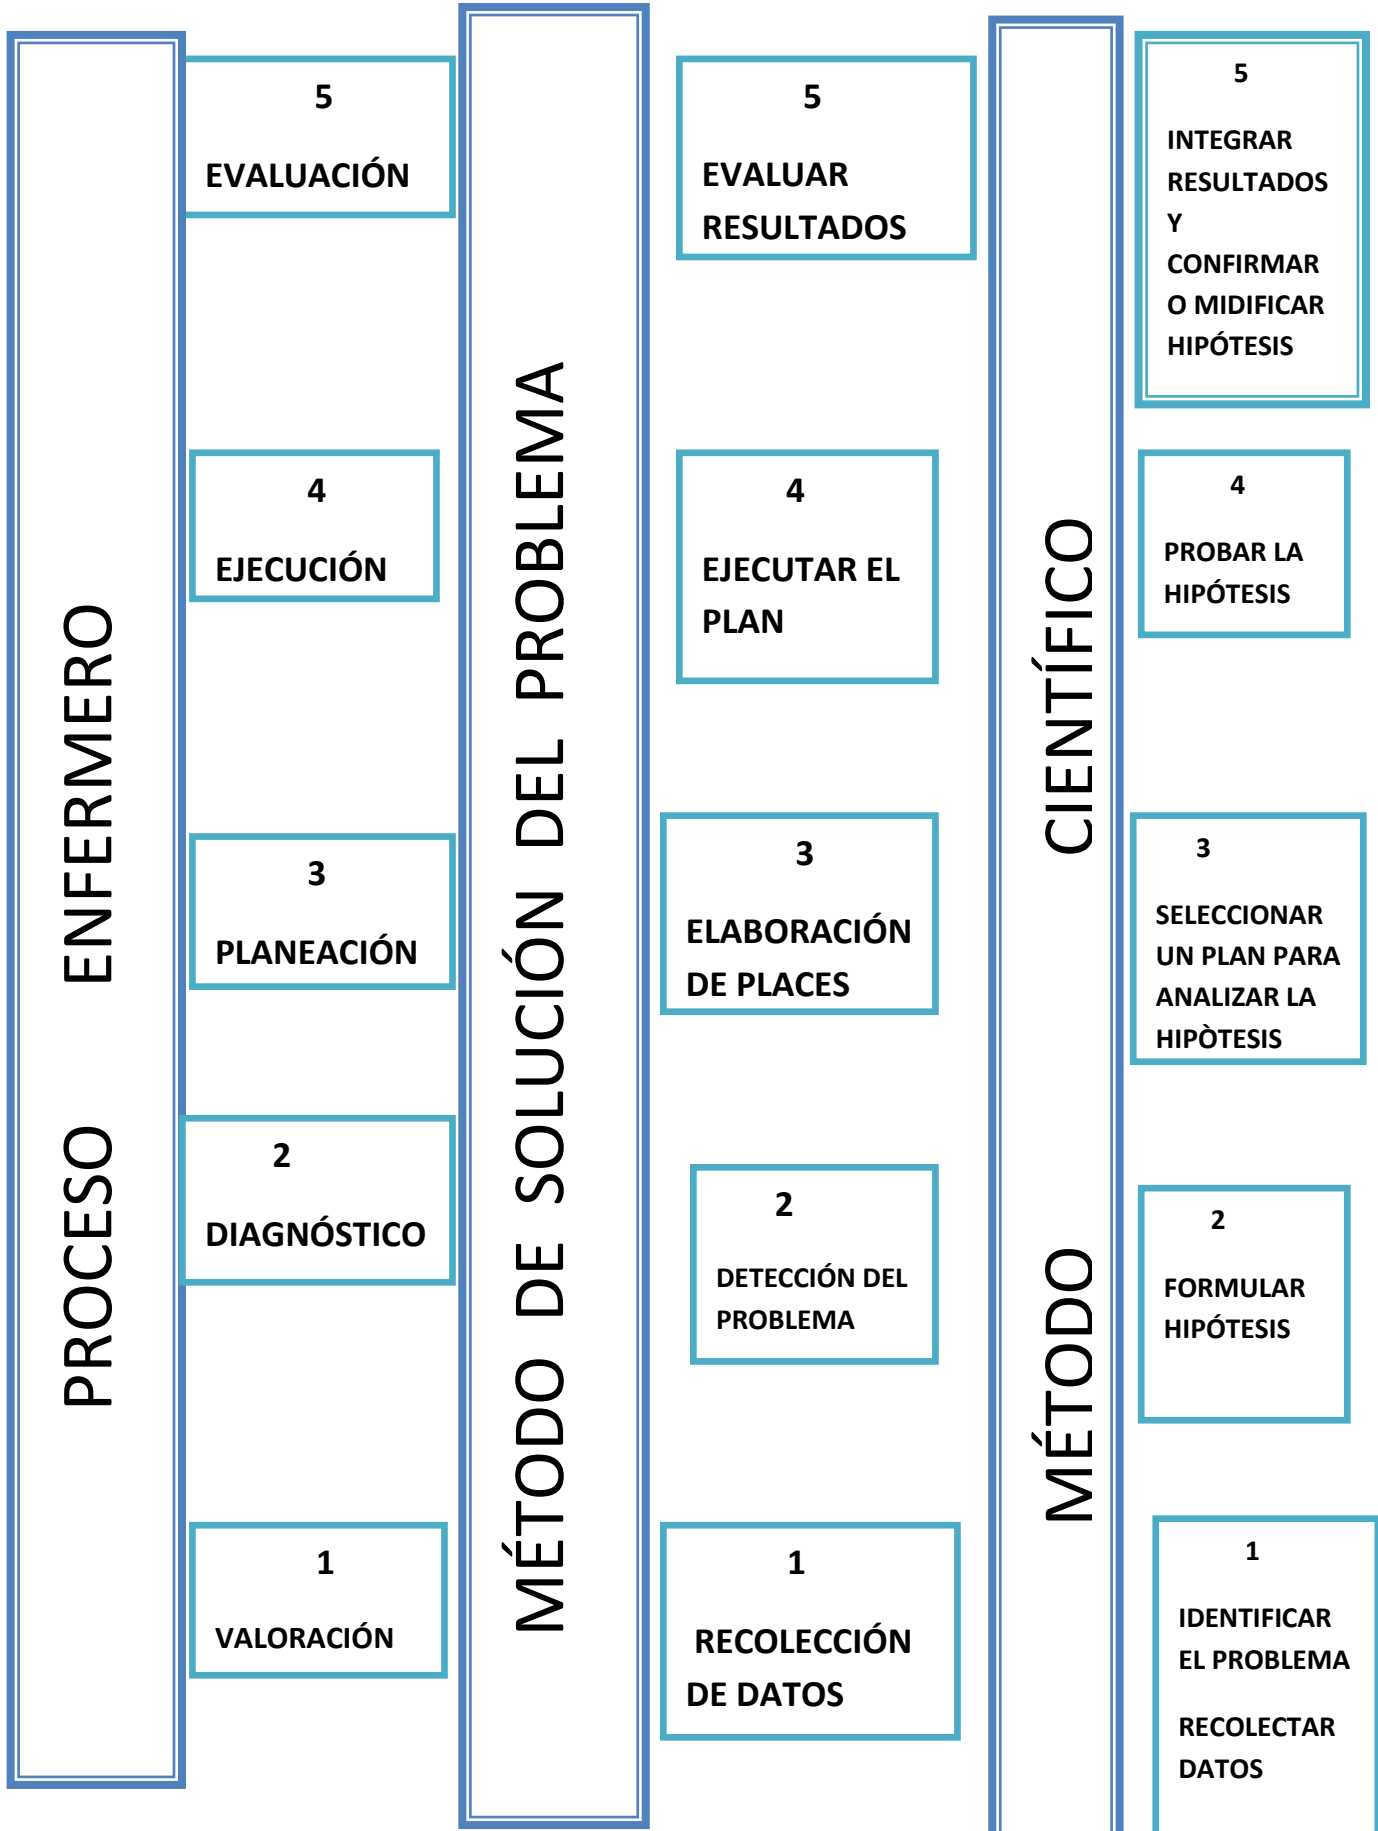 PROCESO ENFERMERO
5
EVALUACIÓN
4
EJECUCIÓN
3
PLANEACIÓN
2
DIAGNÓSTICO
1
VALORACIÓN
MÉTODO DE SOLUCIÓN DEL PROBLEMA
5
EVALUAR
RESULTADOS
4
EJECUTAR EL
PLAN
3
ELABORACIÓN
DE PLACES
2
DETECCIÓN DEL
PROBLEMA
1
RECOLECCIÓN
DE DATOS
MÉTODO CIENTÍFICO
5
INTEGRAR
RESULTADOS
Y
CONFIRMAR
O MIDIFICAR
HIPÓTESIS
4
PROBAR LA
HIPÓTESIS
3
SELECCIONAR
UN PLAN PARA
ANALIZAR LA
HIPÒTESIS
2
FORMULAR
HIPÓTESIS
1
IDENTIFICAR
EL PROBLEMA
RECOLECTAR
DATOS